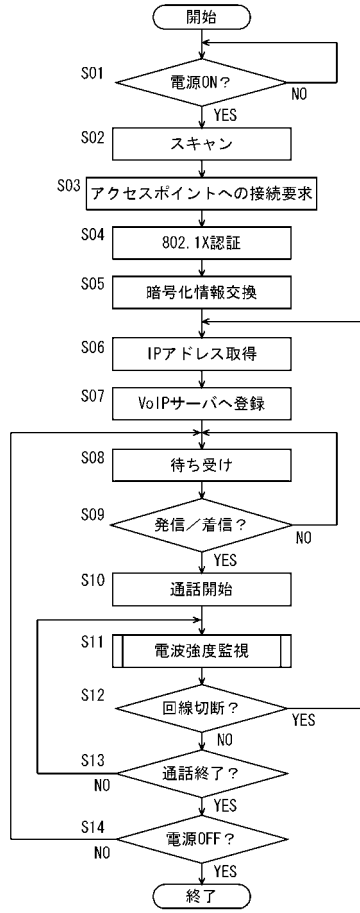 開始
S01
電源ON?
NO
YES
S02
スキャン
S03
アクセスポイントへの接続要求
S04
802.1X認証
S05
暗号化情報交換
S06
IPアドレス取得
S07
VoIPサーバへ登録
S08
待ち受け
S09
発信/着信?
NO
YES
S10
通話開始
S11
電波強度監視
S12
回線切断?
YES
NO
S13
通話終了?
NO
YES
S14
電源OFF?
NO
YES
終了